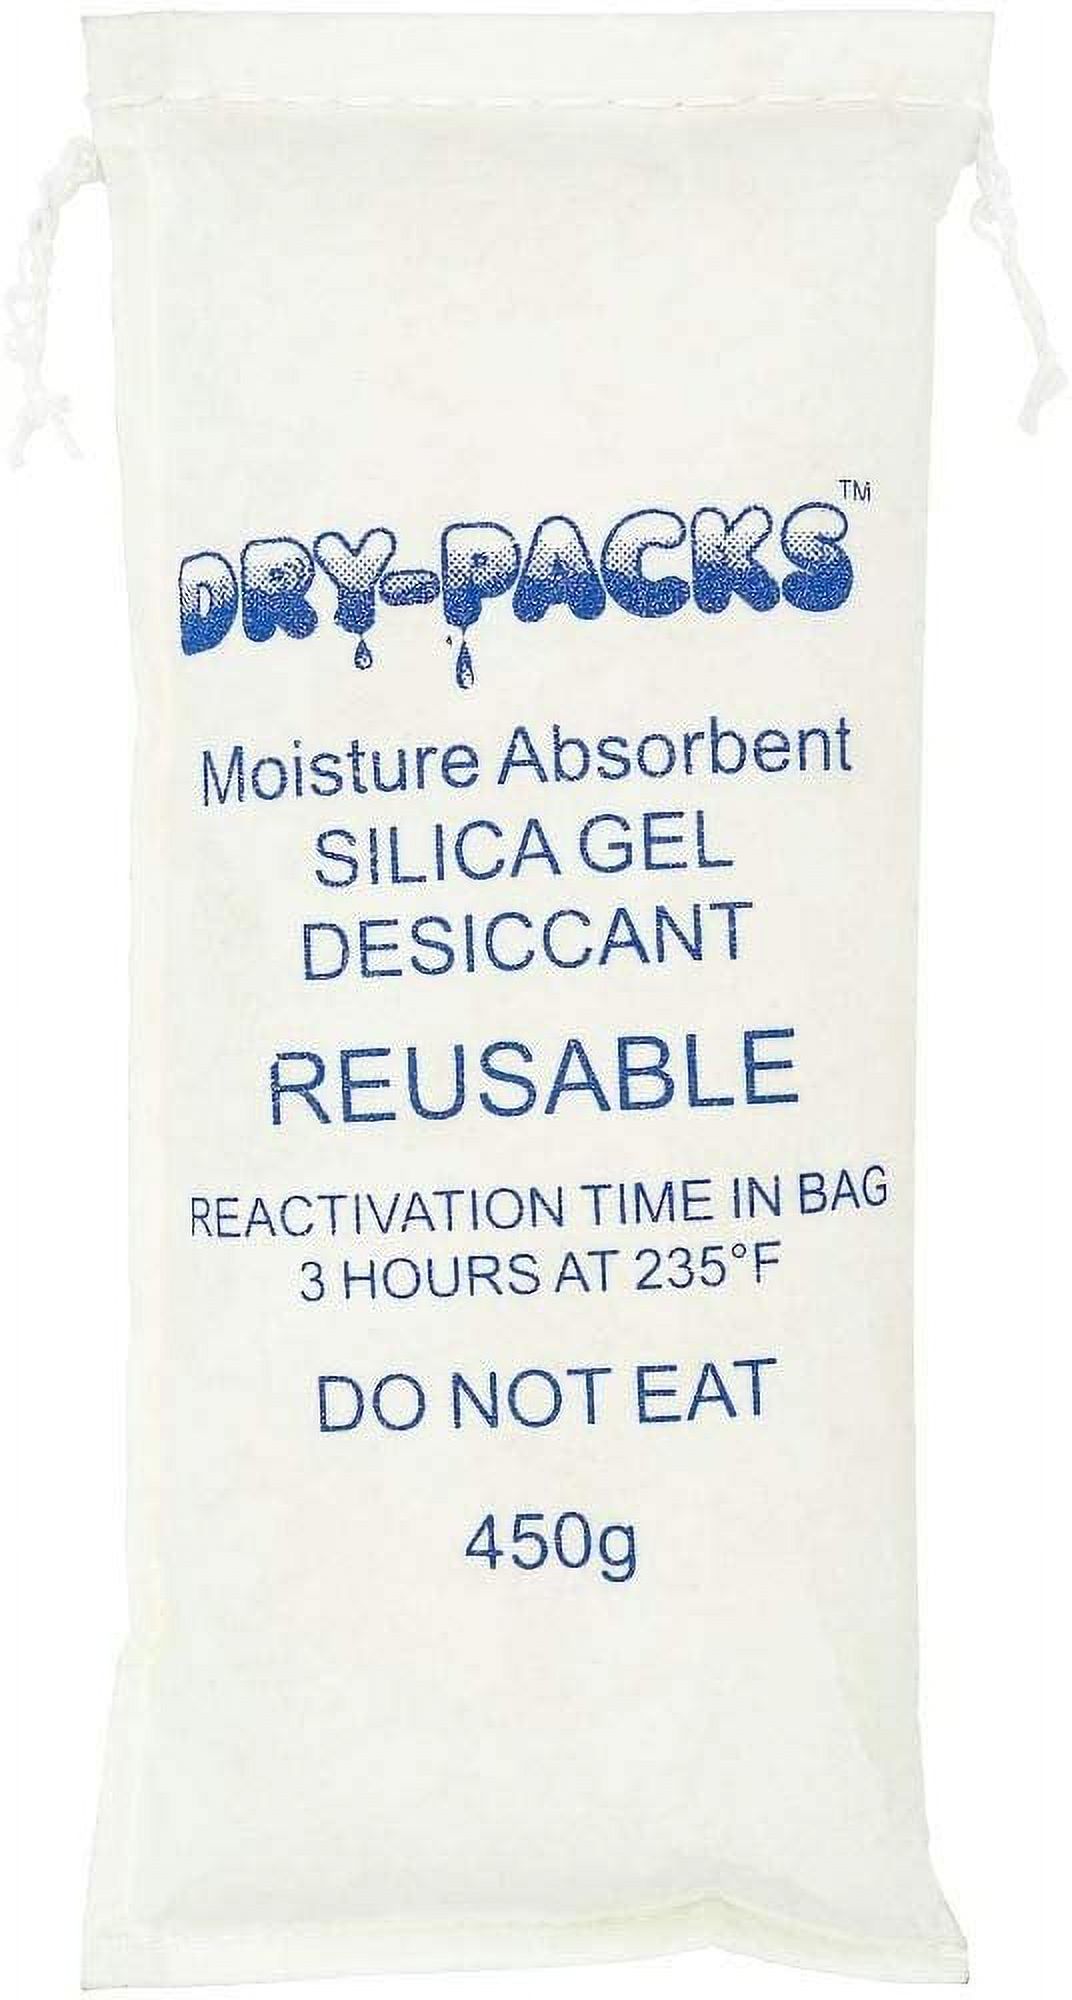 DRY-PACKS™
Moisture Absorbent
SILICA GEL
DESICCANT
REUSABLE
REACTIVATION TIME IN BAG
3 HOURS AT 235°F
DO NOT EAT
450g